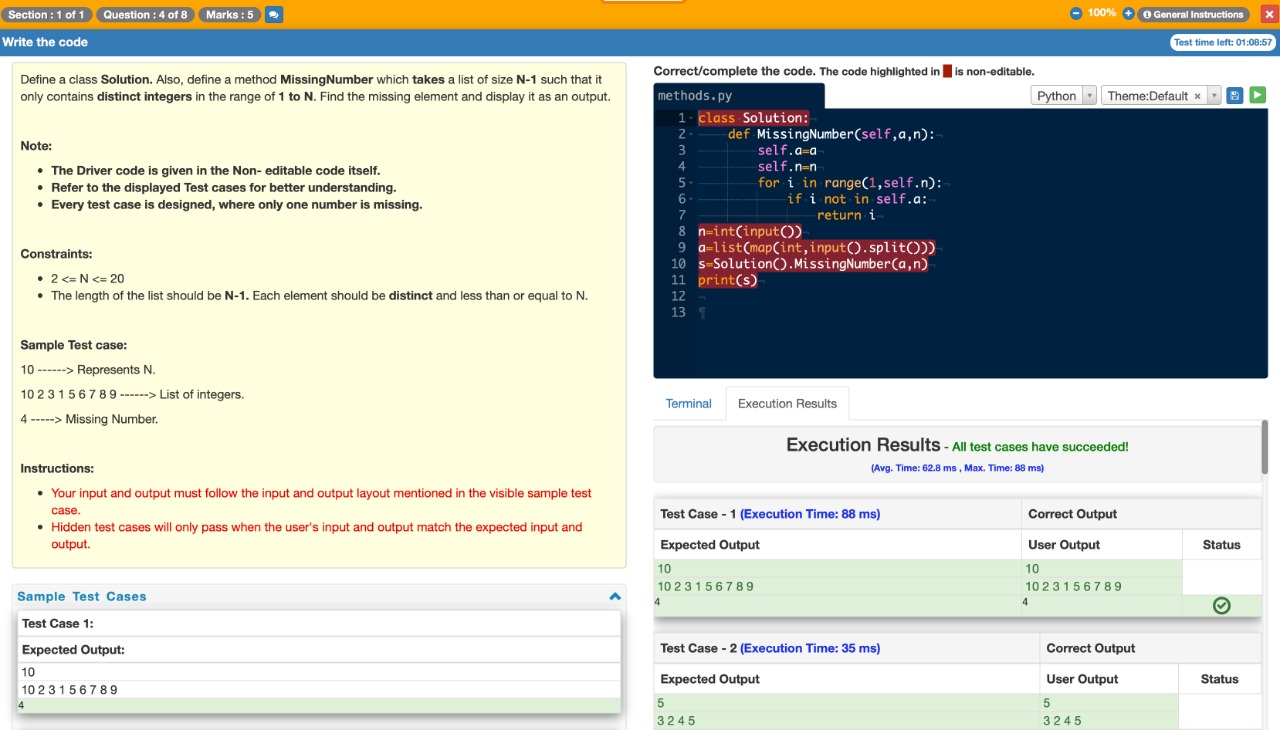 Section : 1 of 1 Question : 4 of 8 Marks : 5 100% General Instructions
Write the code Test time left: 01:08:57
Define a class Solution. Also, define a method MissingNumber which takes a list of size N-1 such that it
only contains distinct integers in the range of 1 to N. Find the missing element and display it as an output.
Note:
• The Driver code is given in the Non- editable code itself.
• Refer to the displayed Test cases for better understanding.
• Every test case is designed, where only one number is missing.
Constraints:
• 2 <= N <= 20
• The length of the list should be N-1. Each element should be distinct and less than or equal to N.
Sample Test case:
10 ------> Represents N.
10 2 3 1 5 6 7 8 9 ------> List of integers.
4 -----> Missing Number.
Instructions:
• Your input and output must follow the input and output layout mentioned in the visible sample test
case.
• Hidden test cases will only pass when the user's input and output match the expected input and
output.
Sample Test Cases
Test Case 1:
Expected Output:
10
10 2 3 1 5 6 7 8 9
4
Correct/complete the code. The code highlighted in is non-editable.
methods.py Python Theme:Default
1 class Solution:
2 def MissingNumber(self,a,n):
3 self.a=a
4 self.n=n
5 for i in range(1,self.n):
6 if i not in self.a:
7 return i
8 n=int(input())
9 a=list(map(int,input().split()))
10 s=Solution().MissingNumber(a,n)
11 print(s)
12
13
Terminal Execution Results
Execution Results - All test cases have succeeded!
(Avg. Time: 62.8 ms , Max. Time: 88 ms)
Test Case - 1 (Execution Time: 88 ms) Correct Output
Expected Output User Output Status
10 10
10 2 3 1 5 6 7 8 9 10 2 3 1 5 6 7 8 9
4 4
Test Case - 2 (Execution Time: 35 ms) Correct Output
Expected Output User Output Status
5 5
3 2 4 5 3 2 4 5